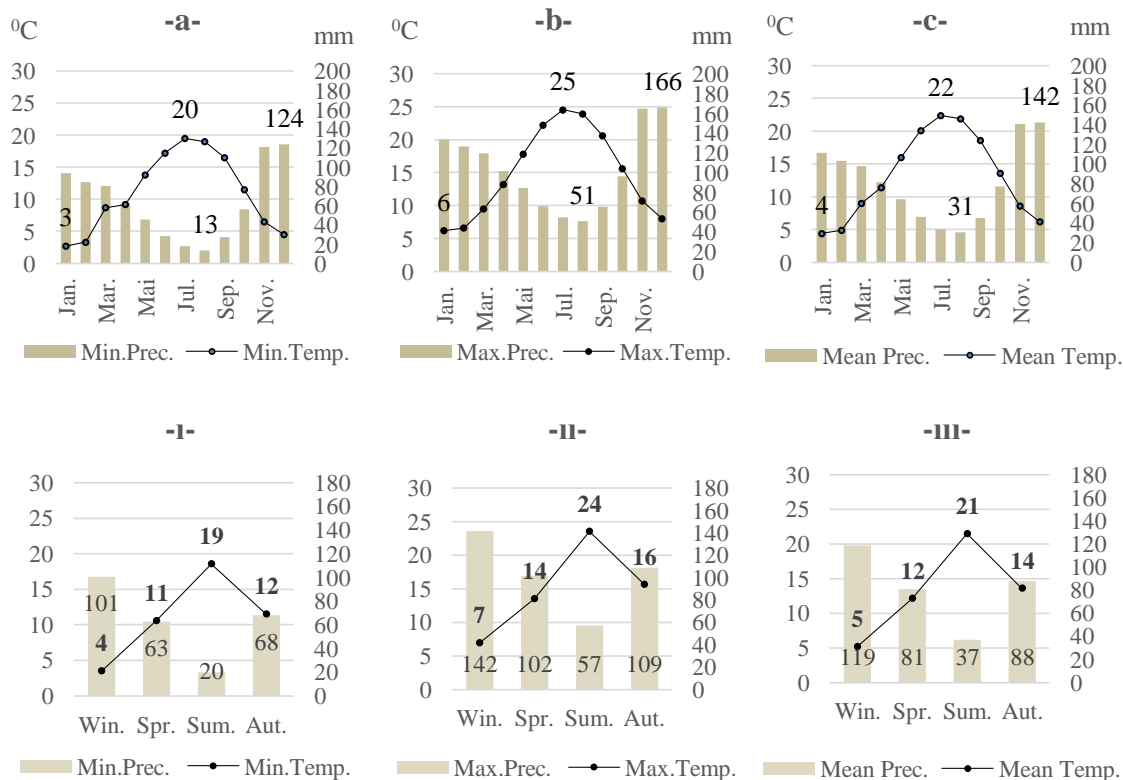 -a-
⁰C
mm
30
25
20
15
10
5
0
200
180
160
140
120
100
80
60
40
20
0
3
20
13
124
Jan.
Mar.
Mai
Jul.
Sep.
Nov.
Min.Prec.
Min.Temp.
-b-
⁰C
mm
30
25
20
15
10
5
0
200
180
160
140
120
100
80
60
40
20
0
6
25
51
166
Jan.
Mar.
Mai
Jul.
Sep.
Nov.
Max.Prec.
Max.Temp.
-c-
⁰C
mm
30
25
20
15
10
5
0
200
180
160
140
120
100
80
60
40
20
0
4
22
31
142
Jan.
Mar.
Mai
Jul.
Sep.
Nov.
Mean Prec.
Mean Temp.
-ı-
30
25
20
15
10
5
0
180
160
140
120
100
80
60
40
20
0
4
11
19
12
101
63
20
68
Win.
Spr.
Sum.
Aut.
Min.Prec.
Min.Temp.
-ıı-
30
25
20
15
10
5
0
180
160
140
120
100
80
60
40
20
0
7
14
24
16
142
102
57
109
Win.
Spr.
Sum.
Aut.
Max.Prec.
Max.Temp.
-ııı-
30
25
20
15
10
5
0
180
160
140
120
100
80
60
40
20
0
5
12
21
14
119
81
37
88
Win.
Spr.
Sum.
Aut.
Mean Prec.
Mean Temp.